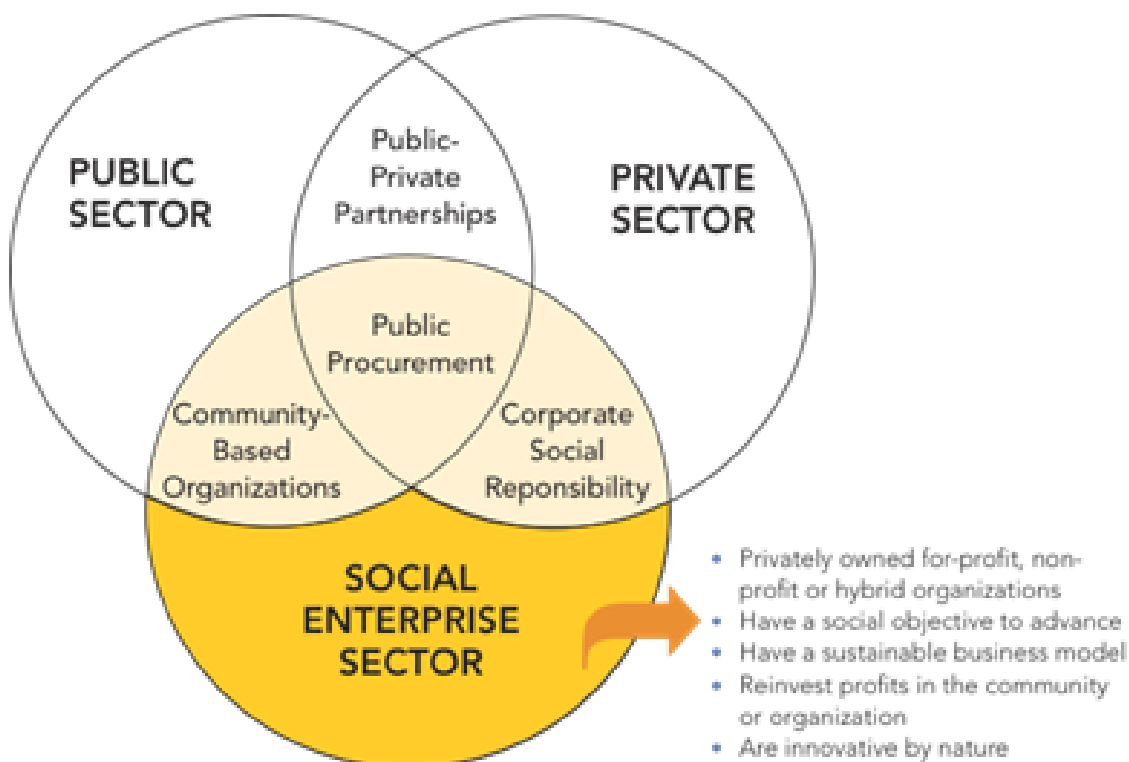 PUBLIC
SECTOR
Public-
Private
Partnerships
PRIVATE
SECTOR
Public
Procurement
Community-
Based
Organizations
Corporate
Social
Reponsibility
SOCIAL
ENTERPRISE
SECTOR
• Privately owned for-profit, non-
profit or hybrid organizations
• Have a social objective to advance
• Have a sustainable business model
• Reinvest profits in the community
or organization
• Are innovative by nature